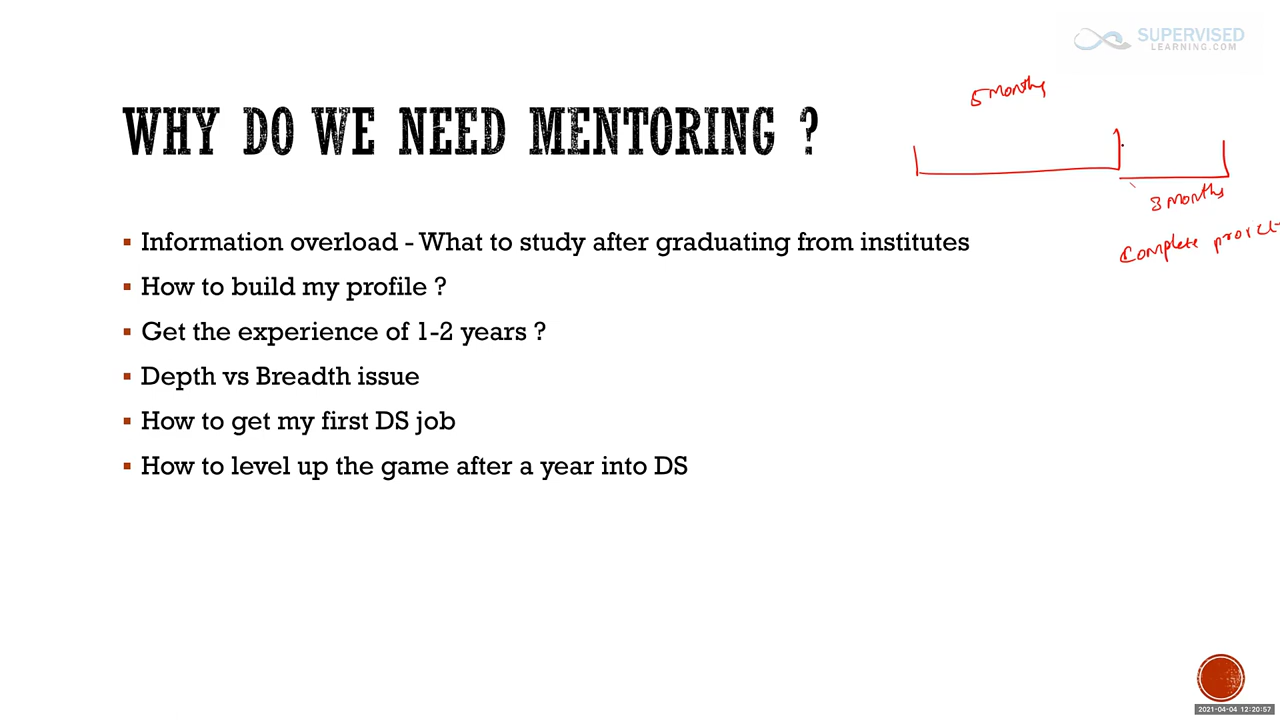 SUPERVISED
LEARNING.COM
5 months
WHY DO WE NEED MENTORING ?
3 months
Complete
▪ Information overload - What to study after graduating from institutes
▪ How to build my profile ?
▪ Get the experience of 1-2 years ?
▪ Depth vs Breadth issue
▪ How to get my first DS job
▪ How to level up the game after a year into DS
2021-04-04 12:20:57